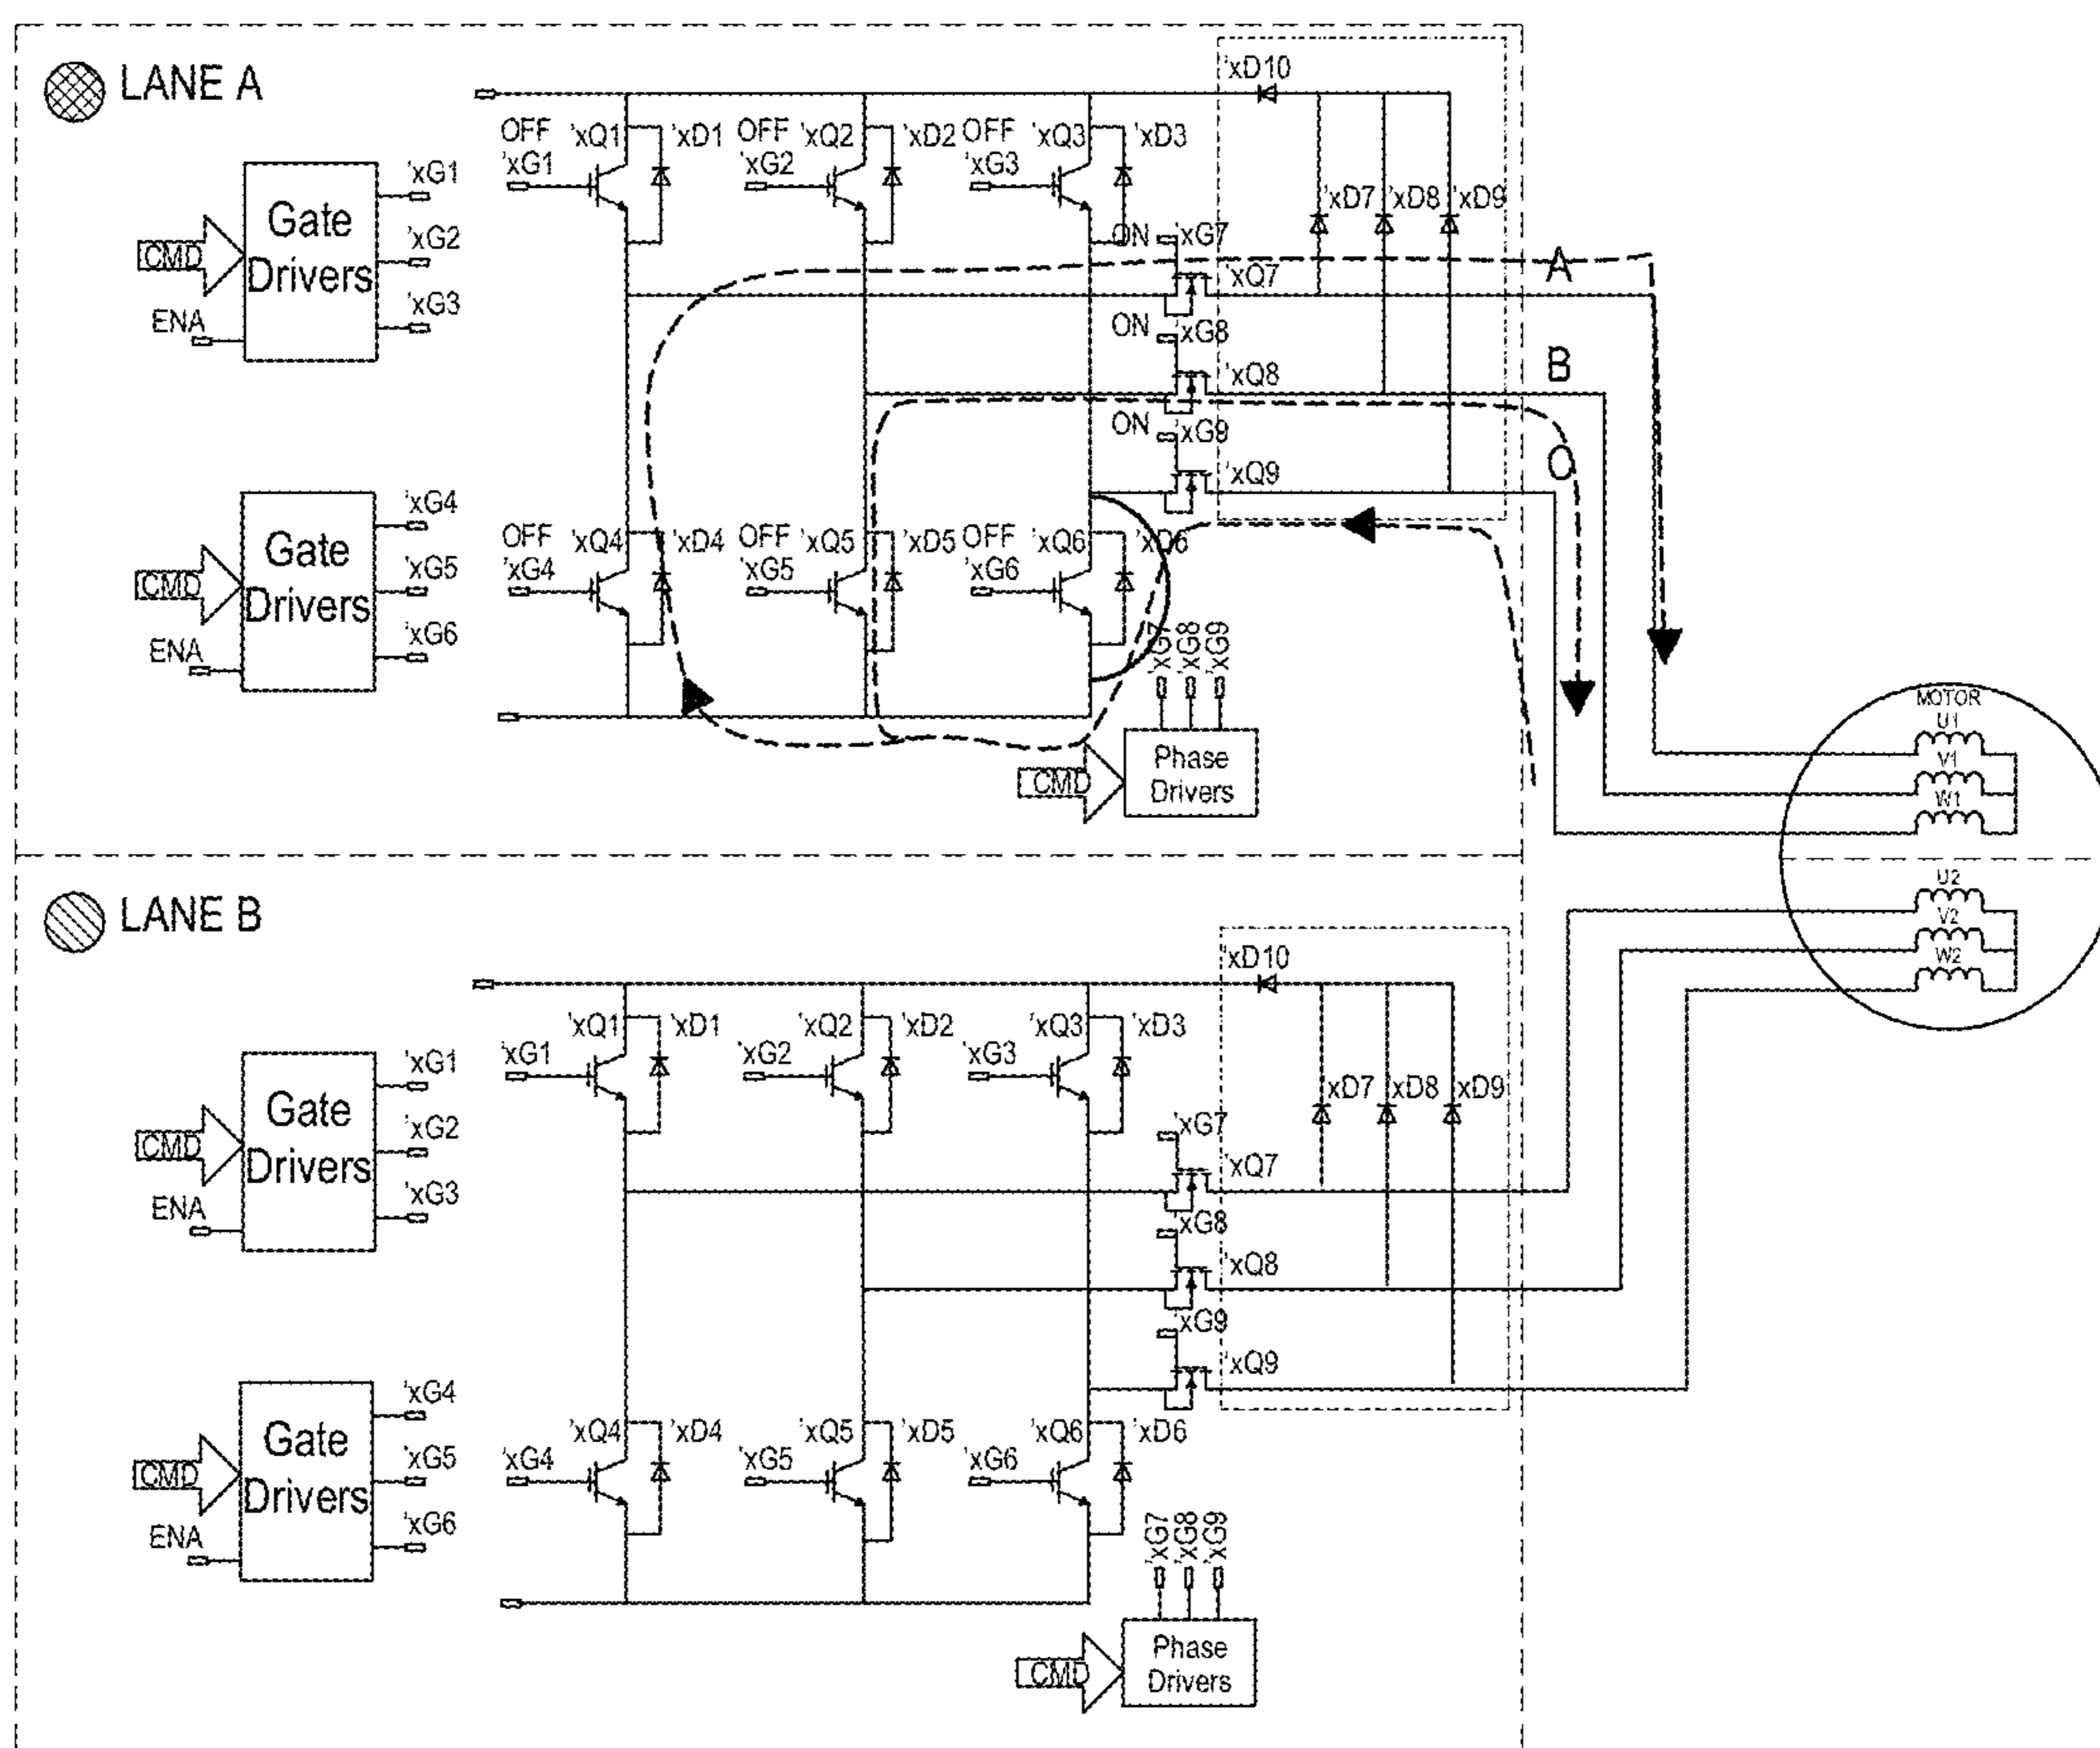 LANE A
'xD10
OFF 'xQ1 'xD1 OFF 'xQ2 'xD2 OFF 'xQ3 'xD3
'xG1 'xG2 'xG3
'xG1
Gate
Drivers
'xG2
'xG3
CMD
ENA
'xD7 'xD8 'xD9
ON 'xG7
'xQ7
A
ON 'xG8
'xQ8
B
ON 'xG9
'xQ9
C
'xG4
Gate
Drivers
'xG5
'xG6
CMD
ENA
OFF 'xQ4 'xD4 OFF 'xQ5 'xD5 OFF 'xQ6 'xD6
'xG4 'xG5 'xG6
'xG7 'xG8 'xG9
CMD
Phase
Drivers
MOTOR
U1
V1
W1
U2
V2
W2
LANE B
'xD10
'xQ1 'xD1 'xQ2 'xD2 'xQ3 'xD3
'xG1 'xG2 'xG3
'xG1
Gate
Drivers
'xG2
'xG3
CMD
ENA
xD7 xD8 xD9
'xG7
'xQ7
'xG8
'xQ8
'xG9
'xQ9
'xG4
Gate
Drivers
'xG5
'xG6
CMD
ENA
'xQ4 'xD4 'xQ5 'xD5 'xQ6 'xD6
'xG4 'xG5 'xG6
'xG7 'xG8 'xG9
CMD
Phase
Drivers